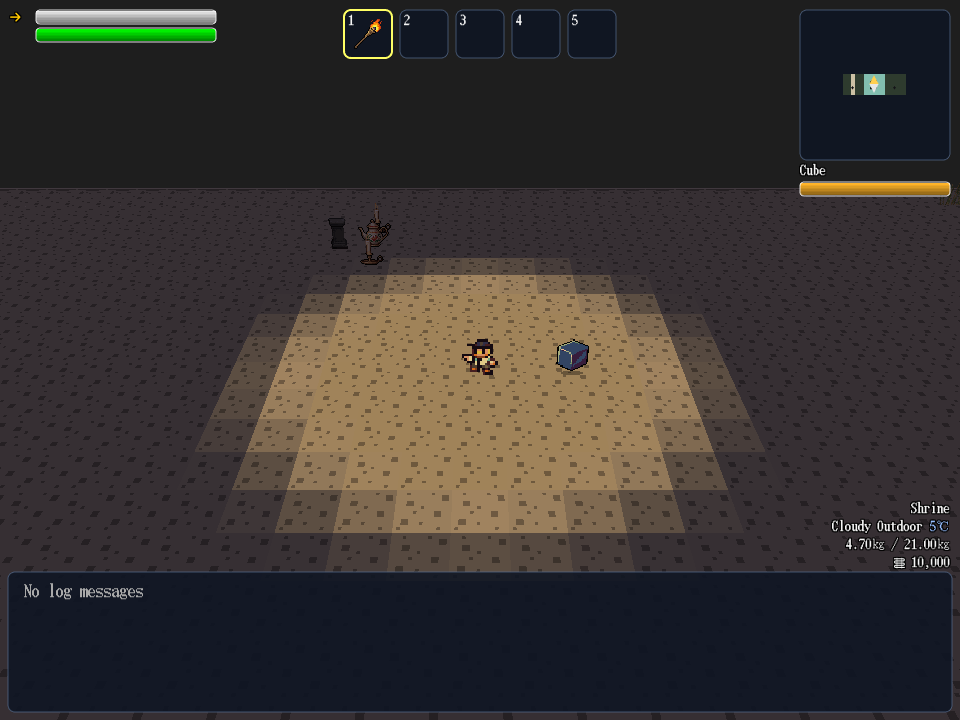 1
2
3
4
5
Cube
Shrine
Cloudy Outdoor 5℃
4.70kg / 21.00kg
10,000
No log messages